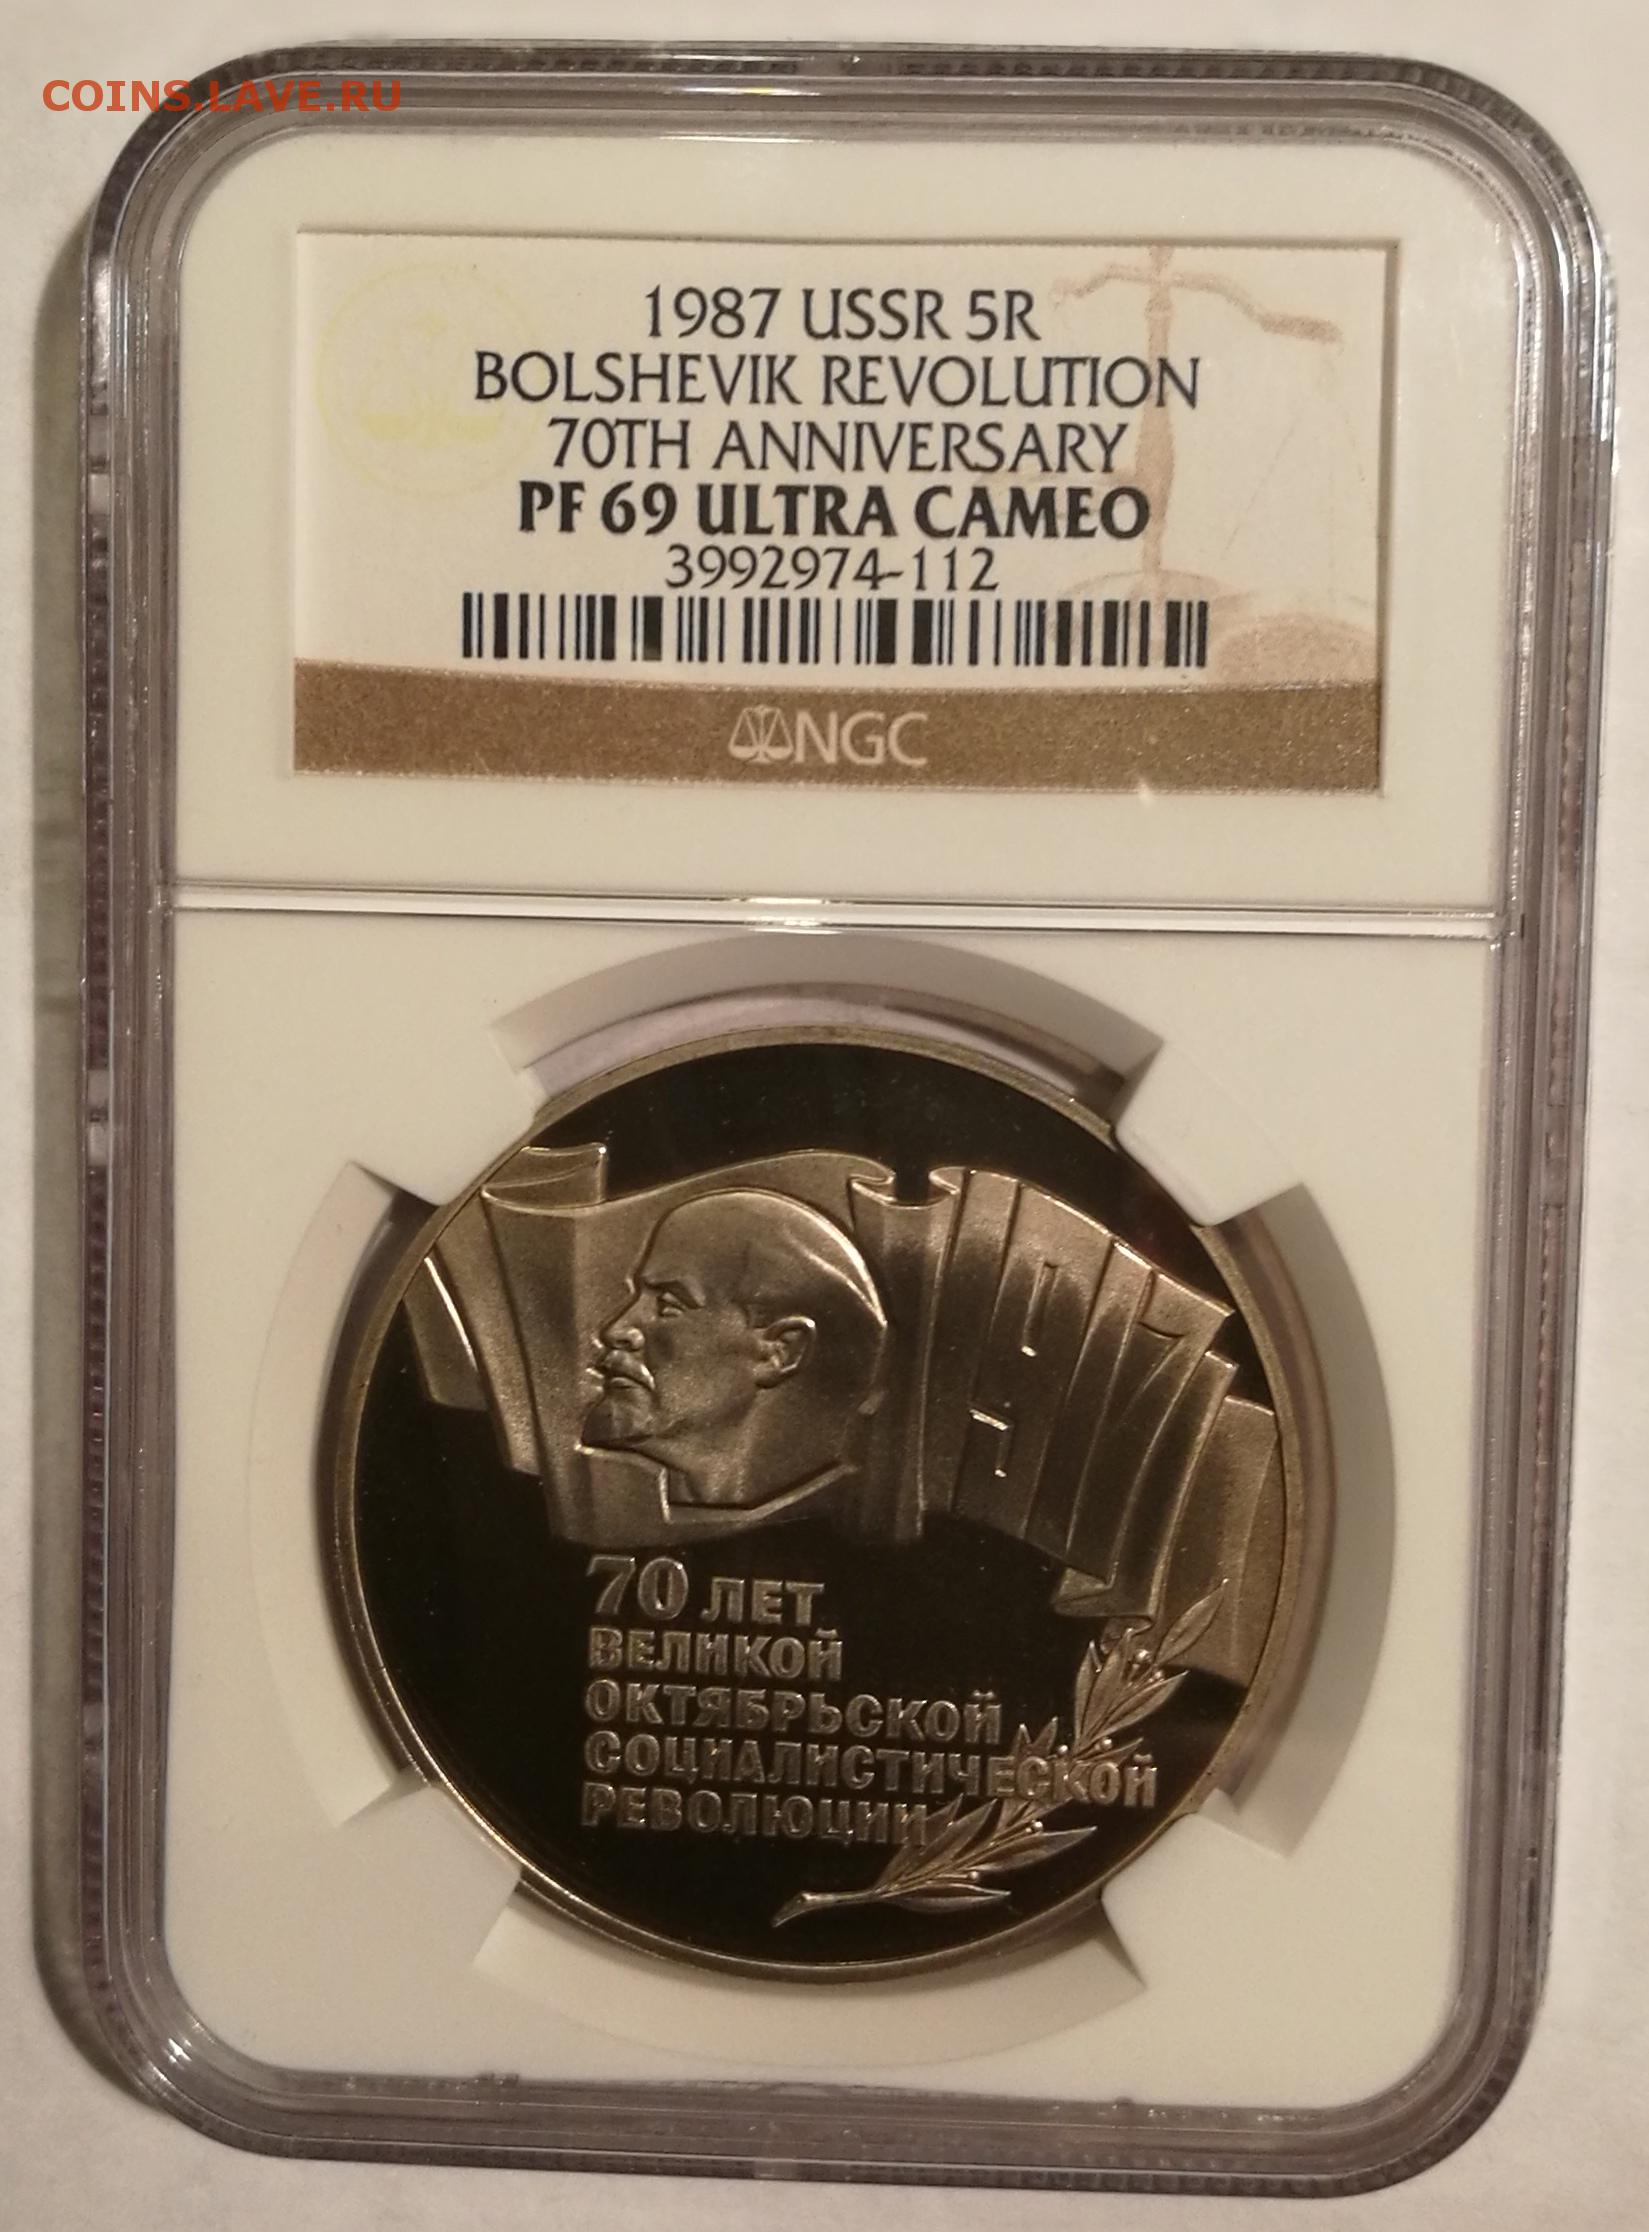 COINS.LAVE.RU
1987 USSR 5R
BOLSHEVIK REVOLUTION
70TH ANNIVERSARY
PF 69 ULTRA CAMEO
3992974-112
NGC
1917
70 ЛЕТ
ВЕЛИКОЙ
ОКТЯБРЬСКОЙ
СОЦИАЛИСТИЧЕСКОЙ
РЕВОЛЮЦИИ